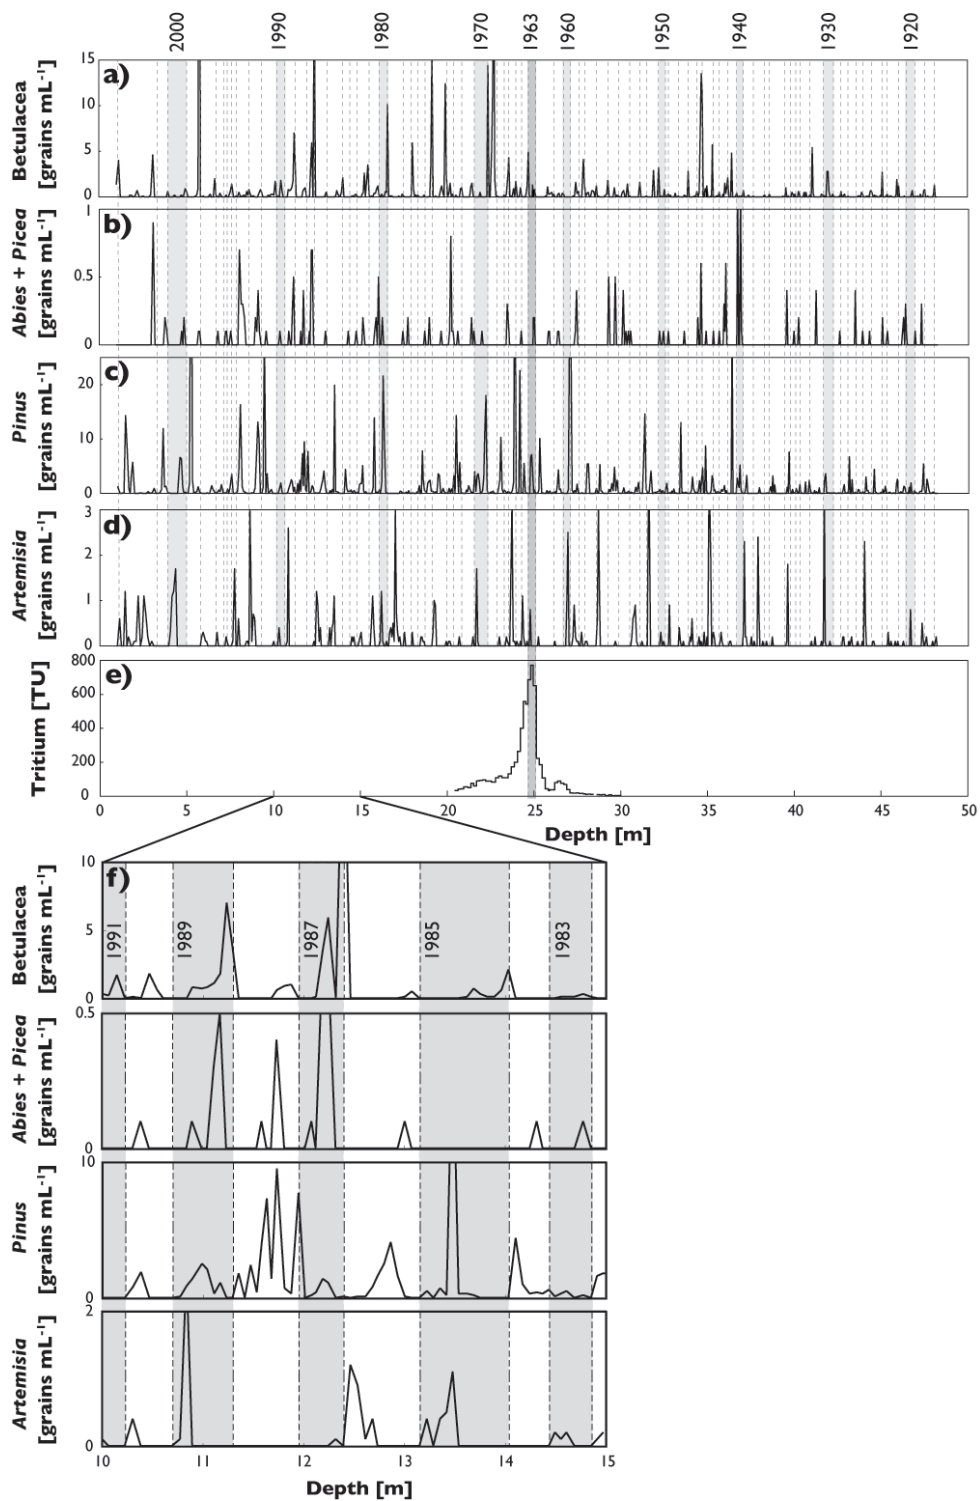 2000 1990 1980 1970 1963 1960 1950 1940 1930 1920
a)
Betulacea
[grains mL-1]
15
10
5
0
b)
Abies + Picea
[grains mL-1]
1
0.5
0
c)
Pinus
[grains mL-1]
20
10
0
d)
Artemisia
[grains mL-1]
3
2
1
0
e)
Tritium [TU]
800
600
400
200
0
0 5 10 15 20 25 30 35 40 45 50
Depth [m]
f)
Betulacea
[grains mL-1]
10
5
0
1991 1989 1987 1985 1983
Abies + Picea
[grains mL-1]
0.5
0
Pinus
[grains mL-1]
10
0
Artemisia
[grains mL-1]
2
1
0
10 11 12 13 14 15
Depth [m]